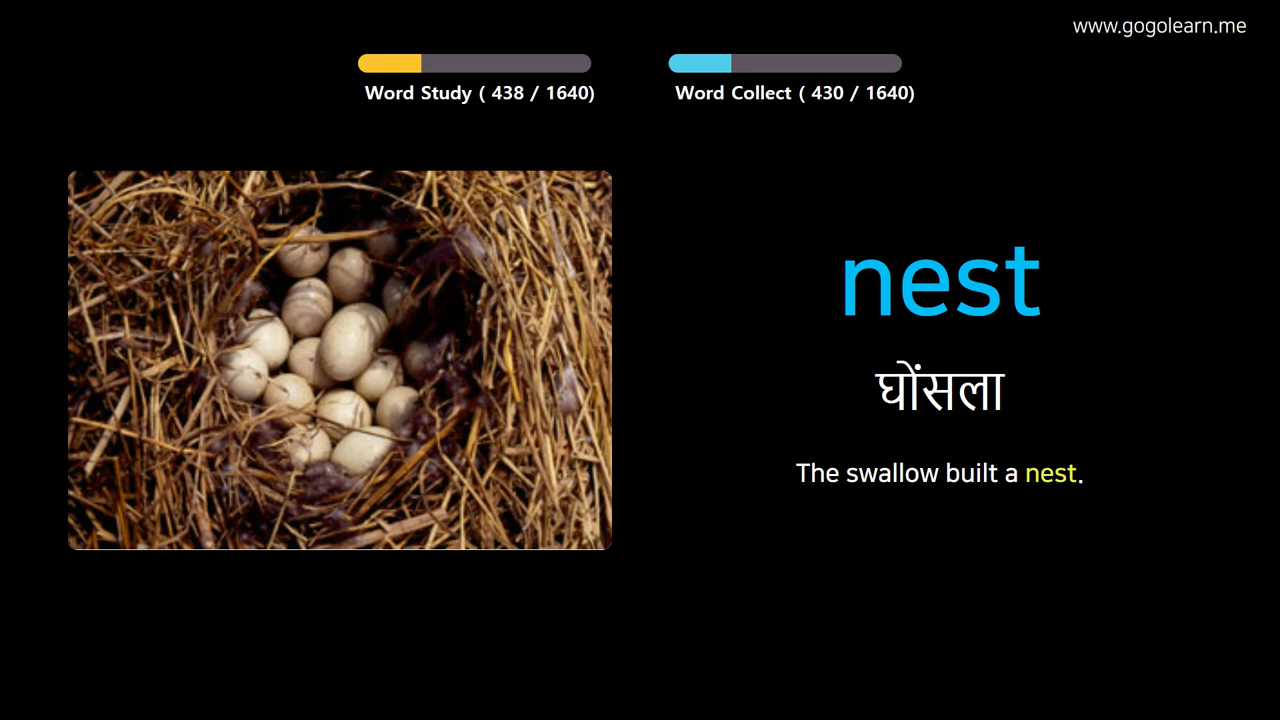 www.gogolearn.me
Word Study ( 438 / 1640)
Word Collect ( 430 / 1640)
nest
घोंसला
The swallow built a nest.